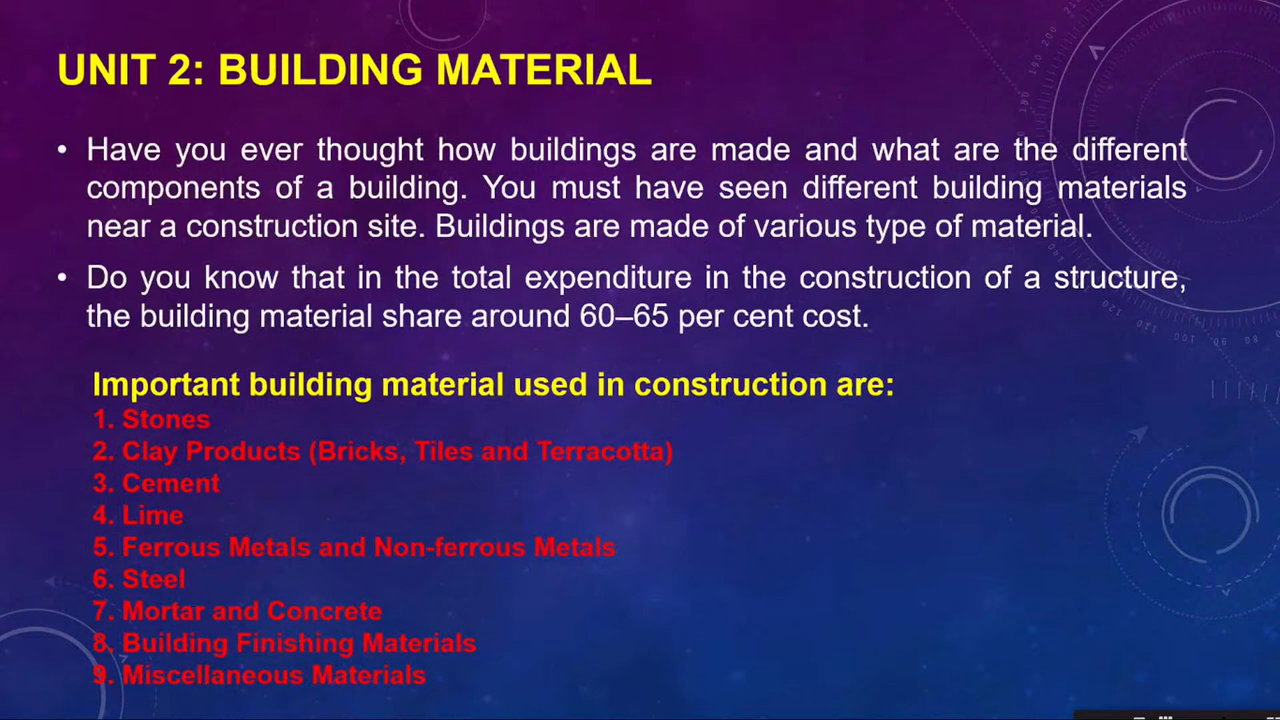 UNIT 2: BUILDING MATERIAL
• Have you ever thought how buildings are made and what are the different
components of a building. You must have seen different building materials
near a construction site. Buildings are made of various type of material.
• Do you know that in the total expenditure in the construction of a structure,
the building material share around 60–65 per cent cost.
Important building material used in construction are:
1. Stones
2. Clay Products (Bricks, Tiles and Terracotta)
3. Cement
4. Lime
5. Ferrous Metals and Non-ferrous Metals
6. Steel
7. Mortar and Concrete
8. Building Finishing Materials
9. Miscellaneous Materials